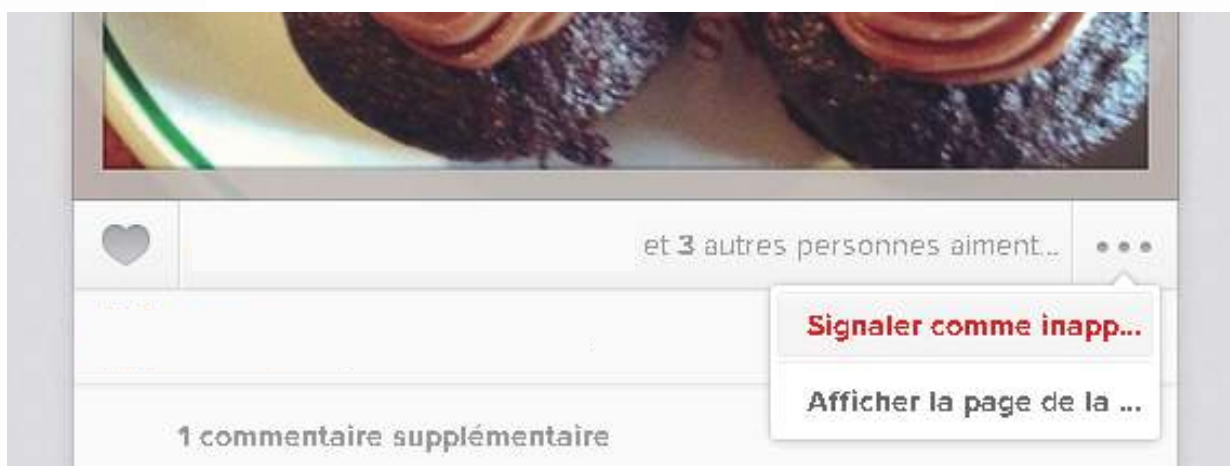 et 3 autres personnes aiment...
Signaler comme inapp...
Afficher la page de la ...
1 commentaire supplémentaire